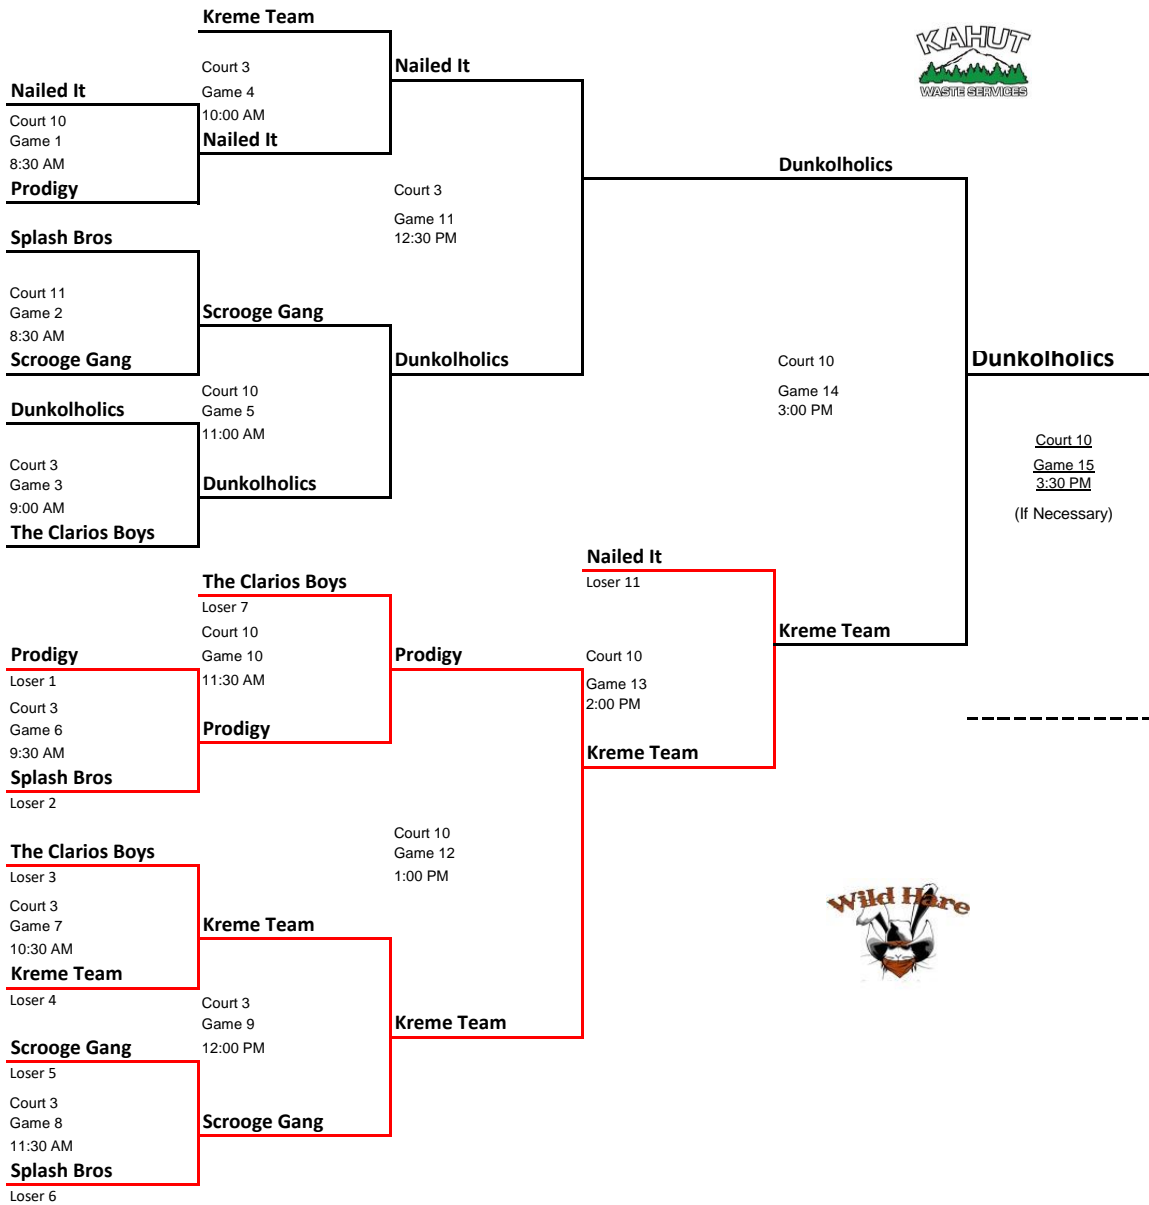 Kreme Team
Court 3
Game 4
10:00 AM
Nailed It
KAHUT
WASTE SERVICES
Nailed It
Court 10
Game 1
8:30 AM
Prodigy
Nailed It
Court 3
Game 11
12:30 PM
Dunkolholics
Splash Bros
Court 11
Game 2
8:30 AM
Scrooge Gang
Scrooge Gang
Court 10
Game 5
11:00 AM
Dunkolholics
Dunkolholics
Court 10
Game 14
3:00 PM
Dunkolholics
Court 10
Game 15
3:30 PM
(If Necessary)
Dunkolholics
Court 3
Game 3
9:00 AM
The Clarios Boys
Nailed It
Loser 11
Court 10
Game 13
2:00 PM
Kreme Team
Kreme Team
The Clarios Boys
Loser 7
Court 10
Game 10
11:30 AM
Prodigy
Prodigy
Prodigy
Loser 1
Court 3
Game 6
9:30 AM
Splash Bros
Loser 2
Court 10
Game 12
1:00 PM
The Clarios Boys
Loser 3
Court 3
Game 7
10:30 AM
Kreme Team
Loser 4
Kreme Team
Court 3
Game 9
12:00 PM
Scrooge Gang
Kreme Team
Wild Hare
Scrooge Gang
Loser 5
Court 3
Game 8
11:30 AM
Splash Bros
Loser 6